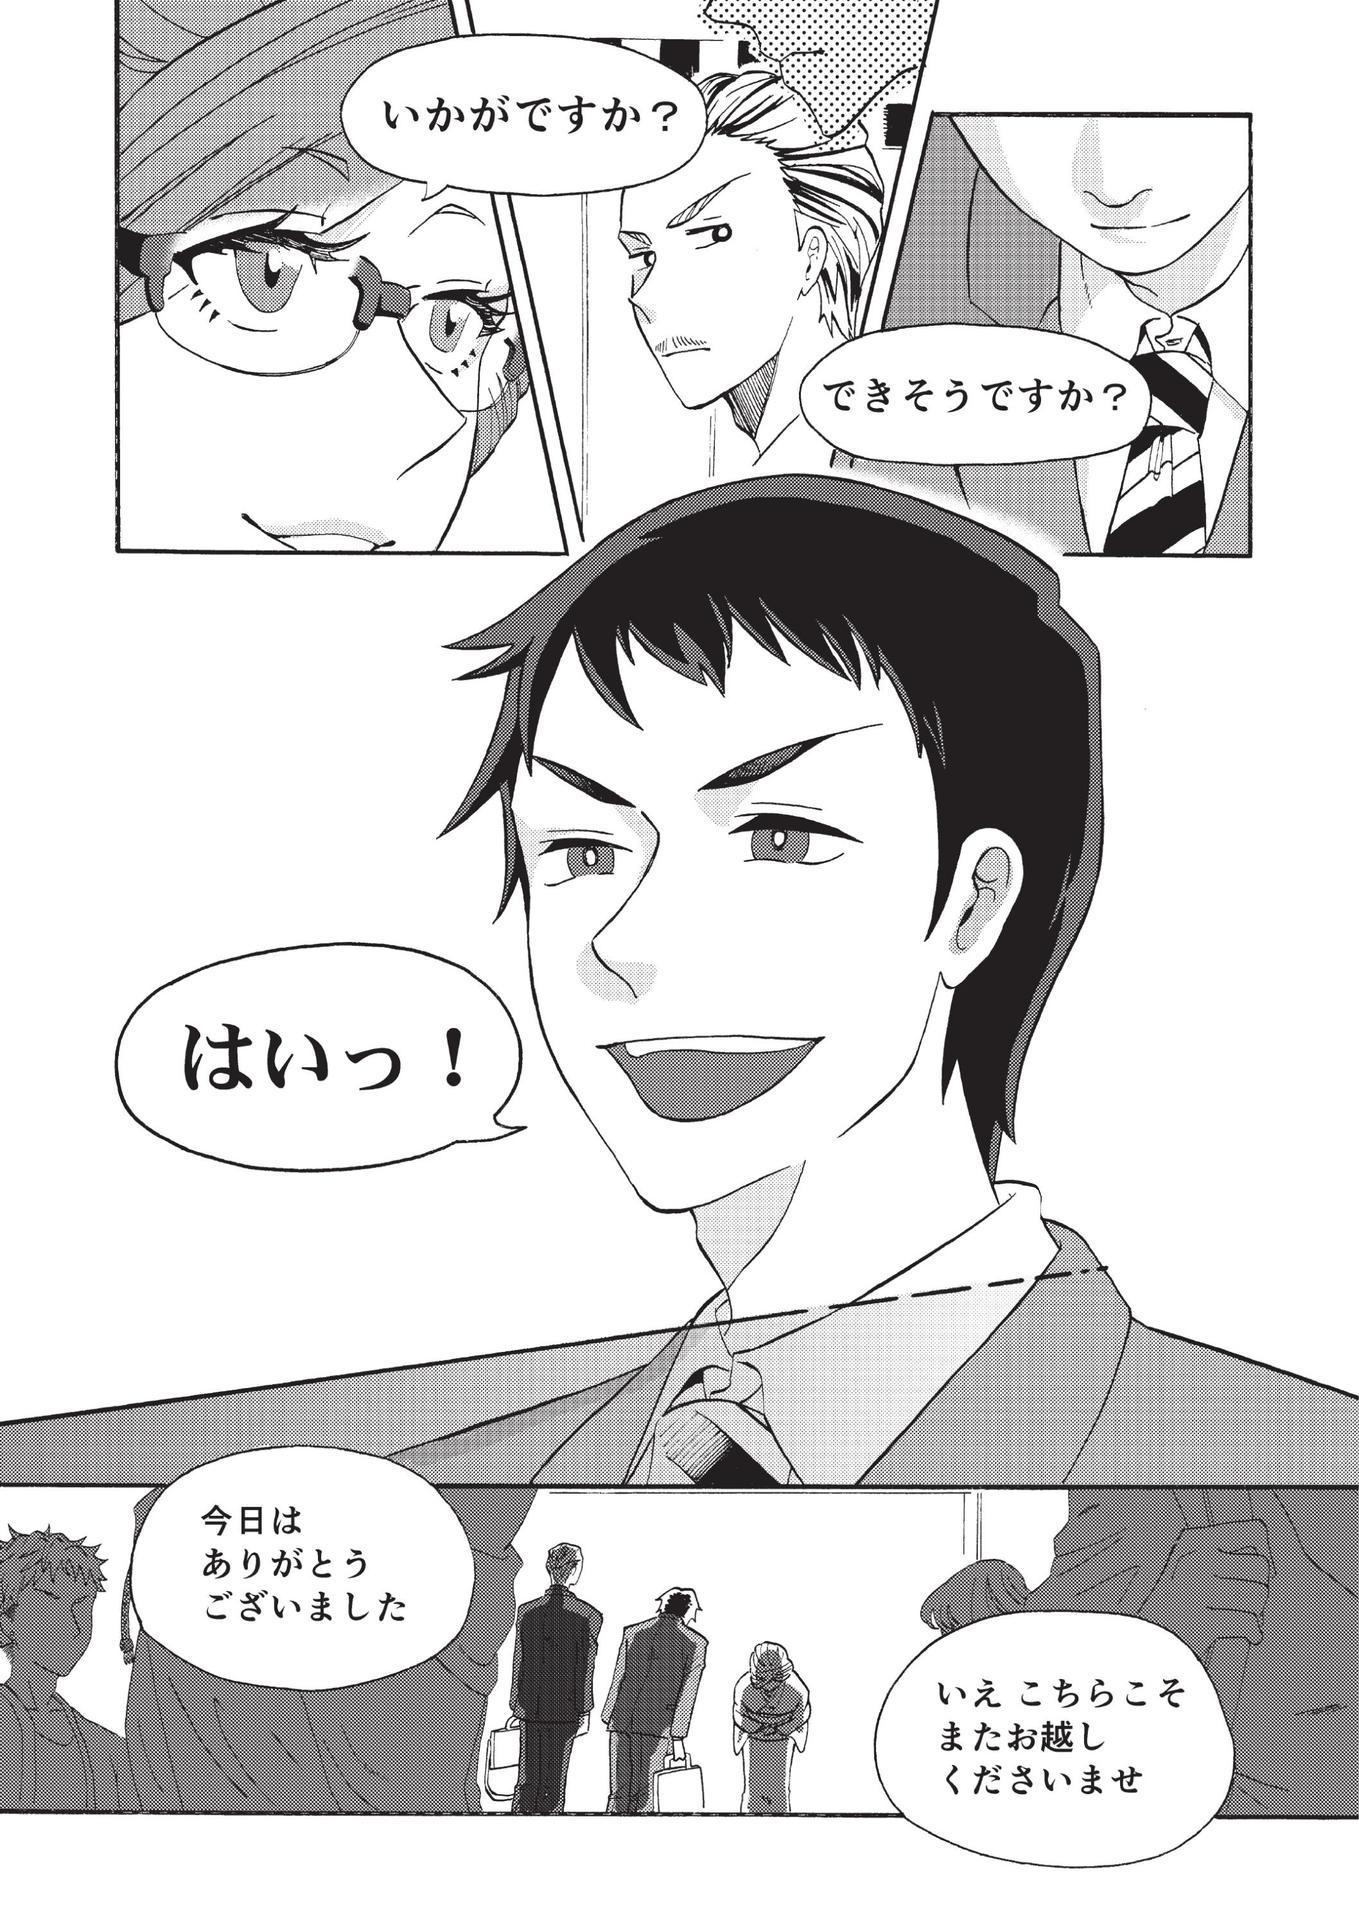 いかがですか？
できそうですか？
はいっ！
今日は
ありがとう
ございました
いえ こちらこそ
またお越し
くださいませ